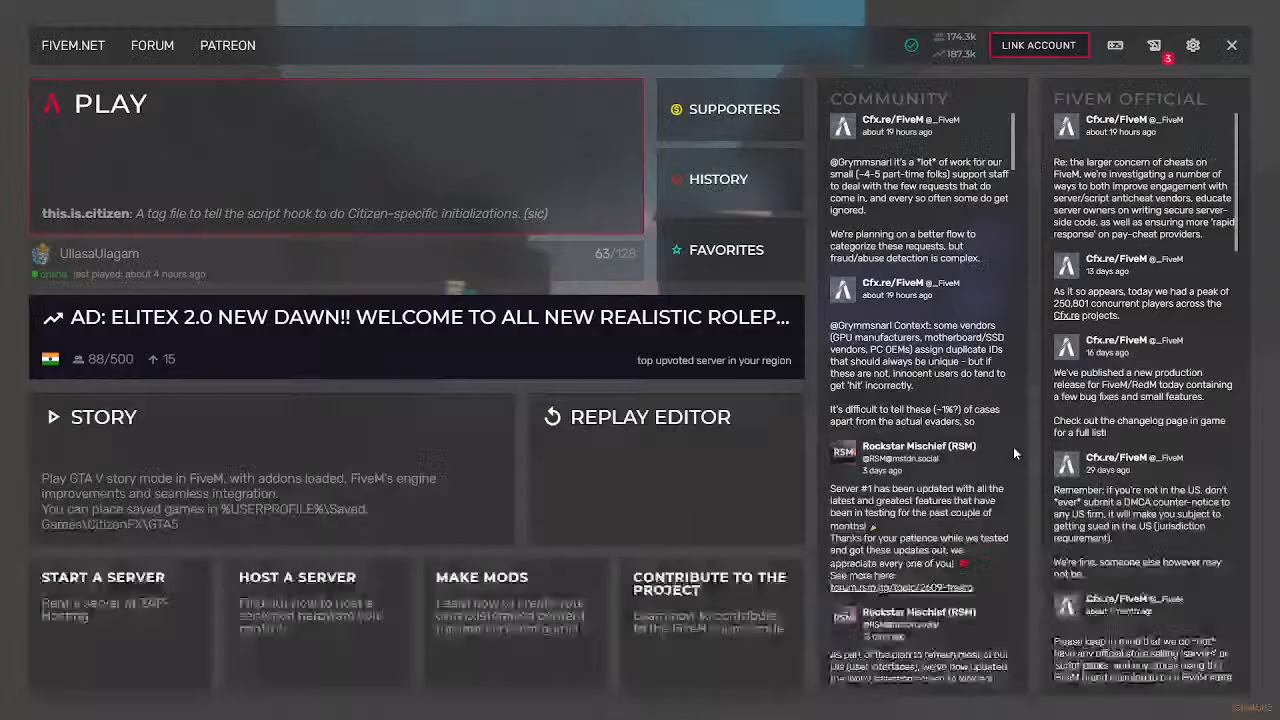 FIVEM.NET FORUM PATREON
174.3k
187.3k
LINK ACCOUNT
3
PLAY
this.is.citizen: A tag file to tell the script hook to do Citizen-specific initializations. (sic)
UllasaUlagam 63/128
online last played: about 4 hours ago
SUPPORTERS
HISTORY
FAVORITES
AD: ELITEX 2.0 NEW DAWN!! WELCOME TO ALL NEW REALISTIC ROLEP...
88/500 15
top upvoted server in your region
STORY
Play GTA V story mode in FiveM, with addons loaded, FiveM's engine
improvements and seamless integration.
You can place saved games in %USERPROFILE%\Saved
Games\CitizenFX\GTA5
REPLAY EDITOR
START A SERVER
Hosting
HOST A SERVER
MAKE MODS
CONTRIBUTE TO THE
PROJECT
COMMUNITY
Cfx.re/FiveM @_FiveM
about 19 hours ago
@Grymmsnarl it's a *lot* of work for our
small (~4-5 part-time folks) support staff
to deal with the few requests that do
come in, and every so often some do get
ignored.
We're planning on a better flow to
categorize these requests, but
fraud/abuse detection is complex.
Cfx.re/FiveM @_FiveM
about 19 hours ago
@Grymmsnarl Context: some vendors
(GPU manufacturers, motherboard/SSD
vendors, PC OEMs) assign duplicate IDs
that should always be unique - but if
these are not, innocent users do tend to
get 'hit' incorrectly.
It's difficult to tell these (~1%?) of cases
apart from the actual evaders, so
RSM
Rockstar Mischief (RSM)
@RSM@mstdn.social
3 days ago
Server #1 has been updated with all the
latest and greatest features that have
been in testing for the past couple of
months!
Thanks for your patience while we tested
and got these updates out, we
appreciate every one of you!
See more here:
Rockstar Mischief (RSM)
FIVEM OFFICIAL
Cfx.re/FiveM @_FiveM
about 19 hours ago
Re: the larger concern of cheats on
FiveM, we're investigating a number of
ways to both improve engagement with
server/script anticheat vendors, educate
server owners on writing secure server-
side code, as well as ensuring more 'rapid
response' on pay-cheat providers.
Cfx.re/FiveM @_FiveM
13 days ago
As it so appears, today we had a peak of
250,801 concurrent players across the
Cfx.re projects.
Cfx.re/FiveM @_FiveM
16 days ago
We've published a new production
release for FiveM/RedM today containing
a few bug fixes and small features.
Check out the changelog page in game
for a full list!
Cfx.re/FiveM @_FiveM
29 days ago
Remember: if you're not in the US, don't
*ever* submit a DMCA counter-notice to
any US firm, it will make you subject to
getting sued in the US (jurisdiction
requirement).
We're fine, someone else however may
not be.
Cfx.re/FiveM @_FiveM
Please keep in mind that we do *not*